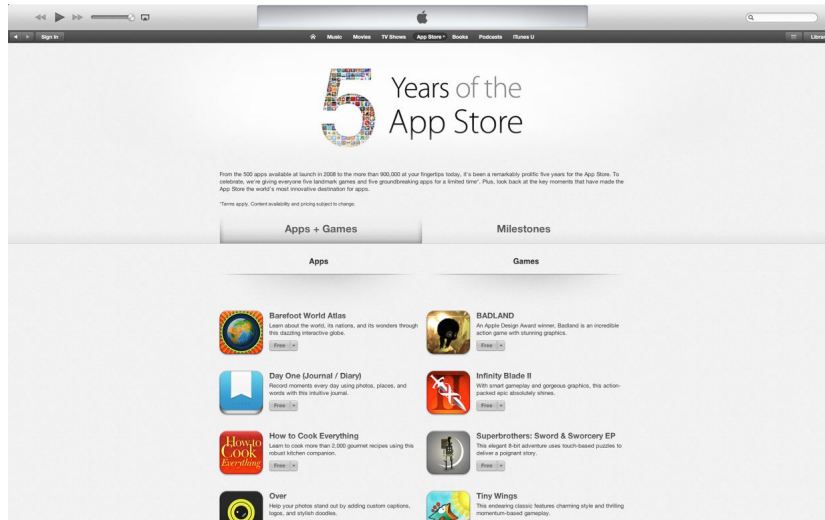 Sign In
Music Movies TV Shows App Store Books Podcasts iTunes U
Librar
5 Years of the
App Store
From the 500 apps available at launch in 2008 to the more than 900,000 at your fingertips today, it's been a remarkably prolific five years for the App Store. To
celebrate, we're giving everyone five landmark games and five groundbreaking apps for a limited time*. Plus, look back at the key moments that have made the
App Store the world's most innovative destination for apps.
*Terms apply. Content availability and pricing subject to change.
Apps + Games
Milestones
Apps
Games
Barefoot World Atlas
Learn about the world, its nations, and its wonders through
this dazzling interactive globe.
Free
BADLAND
An Apple Design Award winner, Badland is an incredible
action game with stunning graphics.
Free
Day One (Journal / Diary)
Record moments every day using photos, places, and
words with this intuitive journal.
Free
Infinity Blade II
With smart gameplay and gorgeous graphics, this action-
packed epic absolutely shines.
Free
How to
Cook
Everything
How to Cook Everything
Learn to cook more than 2,000 gourmet recipes using this
robust kitchen companion.
Free
Superbrothers: Sword & Sworcery EP
This elegant 8-bit adventure uses touch-based puzzles to
deliver a poignant story.
Free
Over
Help your photos stand out by adding custom captions,
logos, and stylish doodles.
Tiny Wings
This endearing classic features charming style and thrilling
momentum-based gameplay.